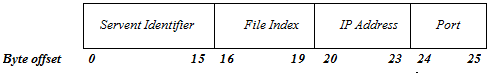 Servent Identifier File Index IP Address Port
Byte offset 0 15 16 19 20 23 24 25